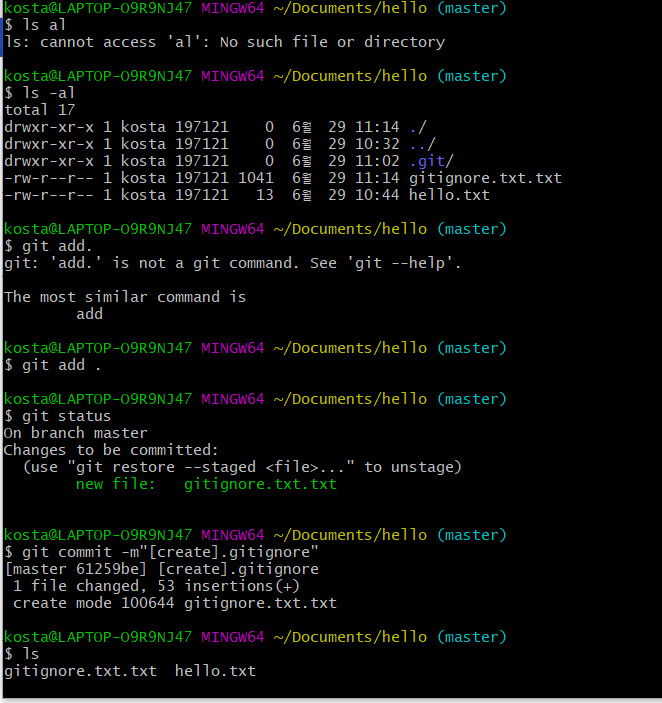 kosta@LAPTOP-O9R9NJ47 MINGW64 ~/Documents/hello (master)
$ ls al
ls: cannot access 'al': No such file or directory
kosta@LAPTOP-O9R9NJ47 MINGW64 ~/Documents/hello (master)
$ ls -al
total 17
drwxr-xr-x 1 kosta 197121    0  6월  29 11:14 ./
drwxr-xr-x 1 kosta 197121    0  6월  29 10:32 ../
drwxr-xr-x 1 kosta 197121    0  6월  29 11:02 .git/
-rw-r--r-- 1 kosta 197121 1041  6월  29 11:14 gitignore.txt.txt
-rw-r--r-- 1 kosta 197121   13  6월  29 10:44 hello.txt
kosta@LAPTOP-O9R9NJ47 MINGW64 ~/Documents/hello (master)
$ git add.
git: 'add.' is not a git command. See 'git --help'.
The most similar command is
        add
kosta@LAPTOP-O9R9NJ47 MINGW64 ~/Documents/hello (master)
$ git add .
kosta@LAPTOP-O9R9NJ47 MINGW64 ~/Documents/hello (master)
$ git status
On branch master
Changes to be committed:
  (use "git restore --staged <file>..." to unstage)
        new file:   gitignore.txt.txt
kosta@LAPTOP-O9R9NJ47 MINGW64 ~/Documents/hello (master)
$ git commit -m"[create].gitignore"
[master 61259be] [create].gitignore
 1 file changed, 53 insertions(+)
 create mode 100644 gitignore.txt.txt
kosta@LAPTOP-O9R9NJ47 MINGW64 ~/Documents/hello (master)
$ ls
gitignore.txt.txt  hello.txt